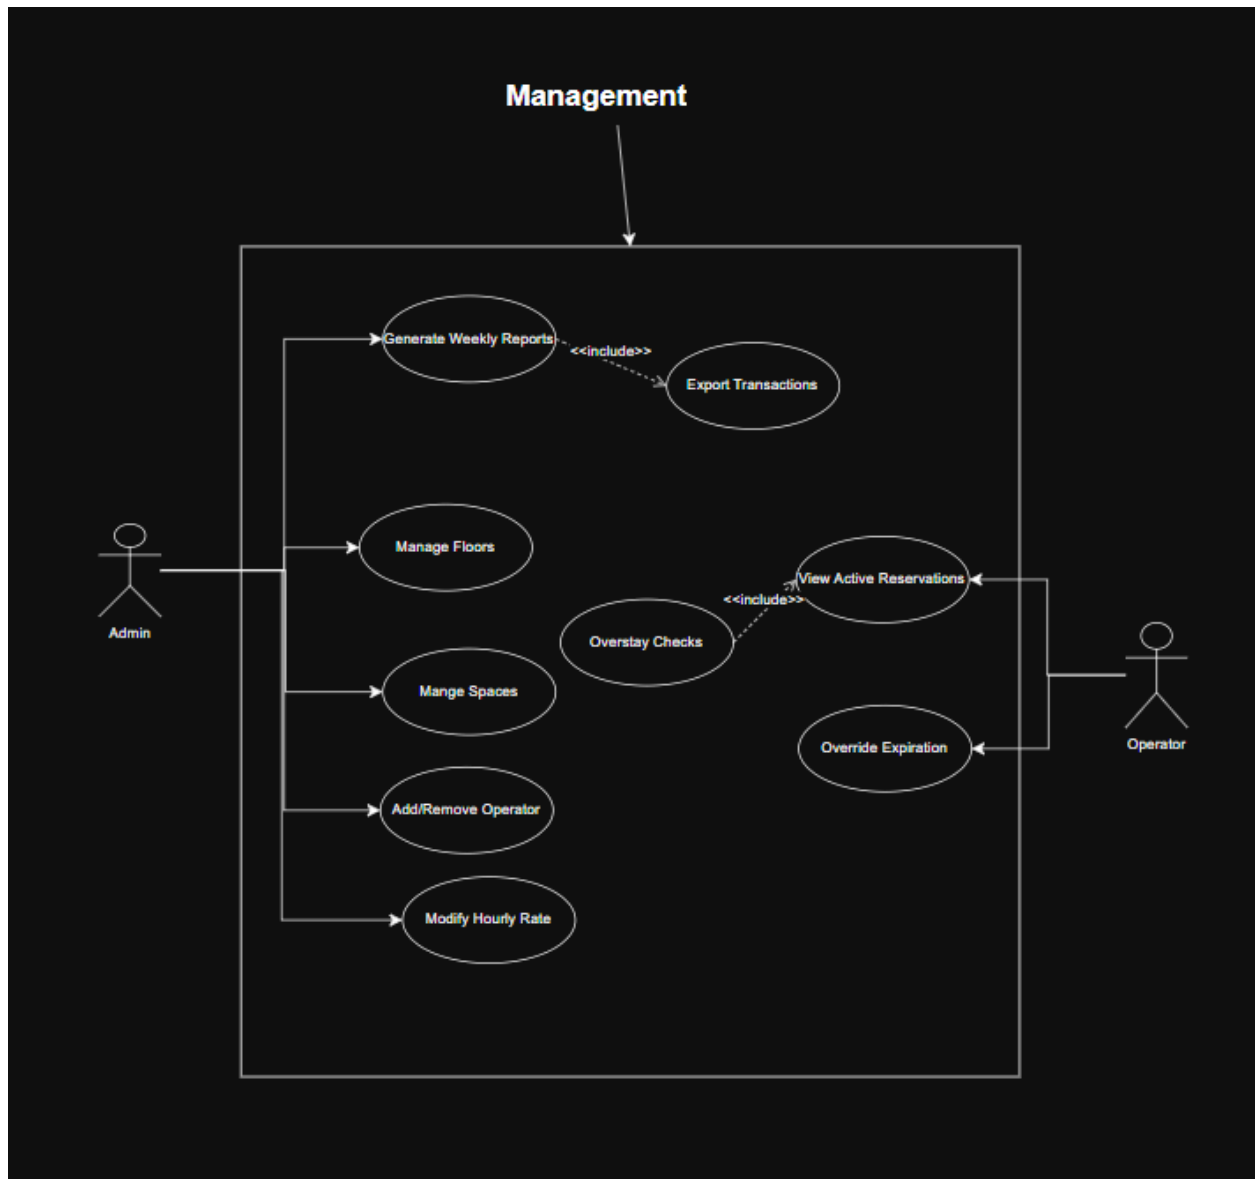 Management
Generate Weekly Reports
<<include>>
Export Transactions
Manage Floors
View Active Reservations
<<include>>
Overstay Checks
Admin
Mange Spaces
Override Expiration
Operator
Add/Remove Operator
Modify Hourly Rate